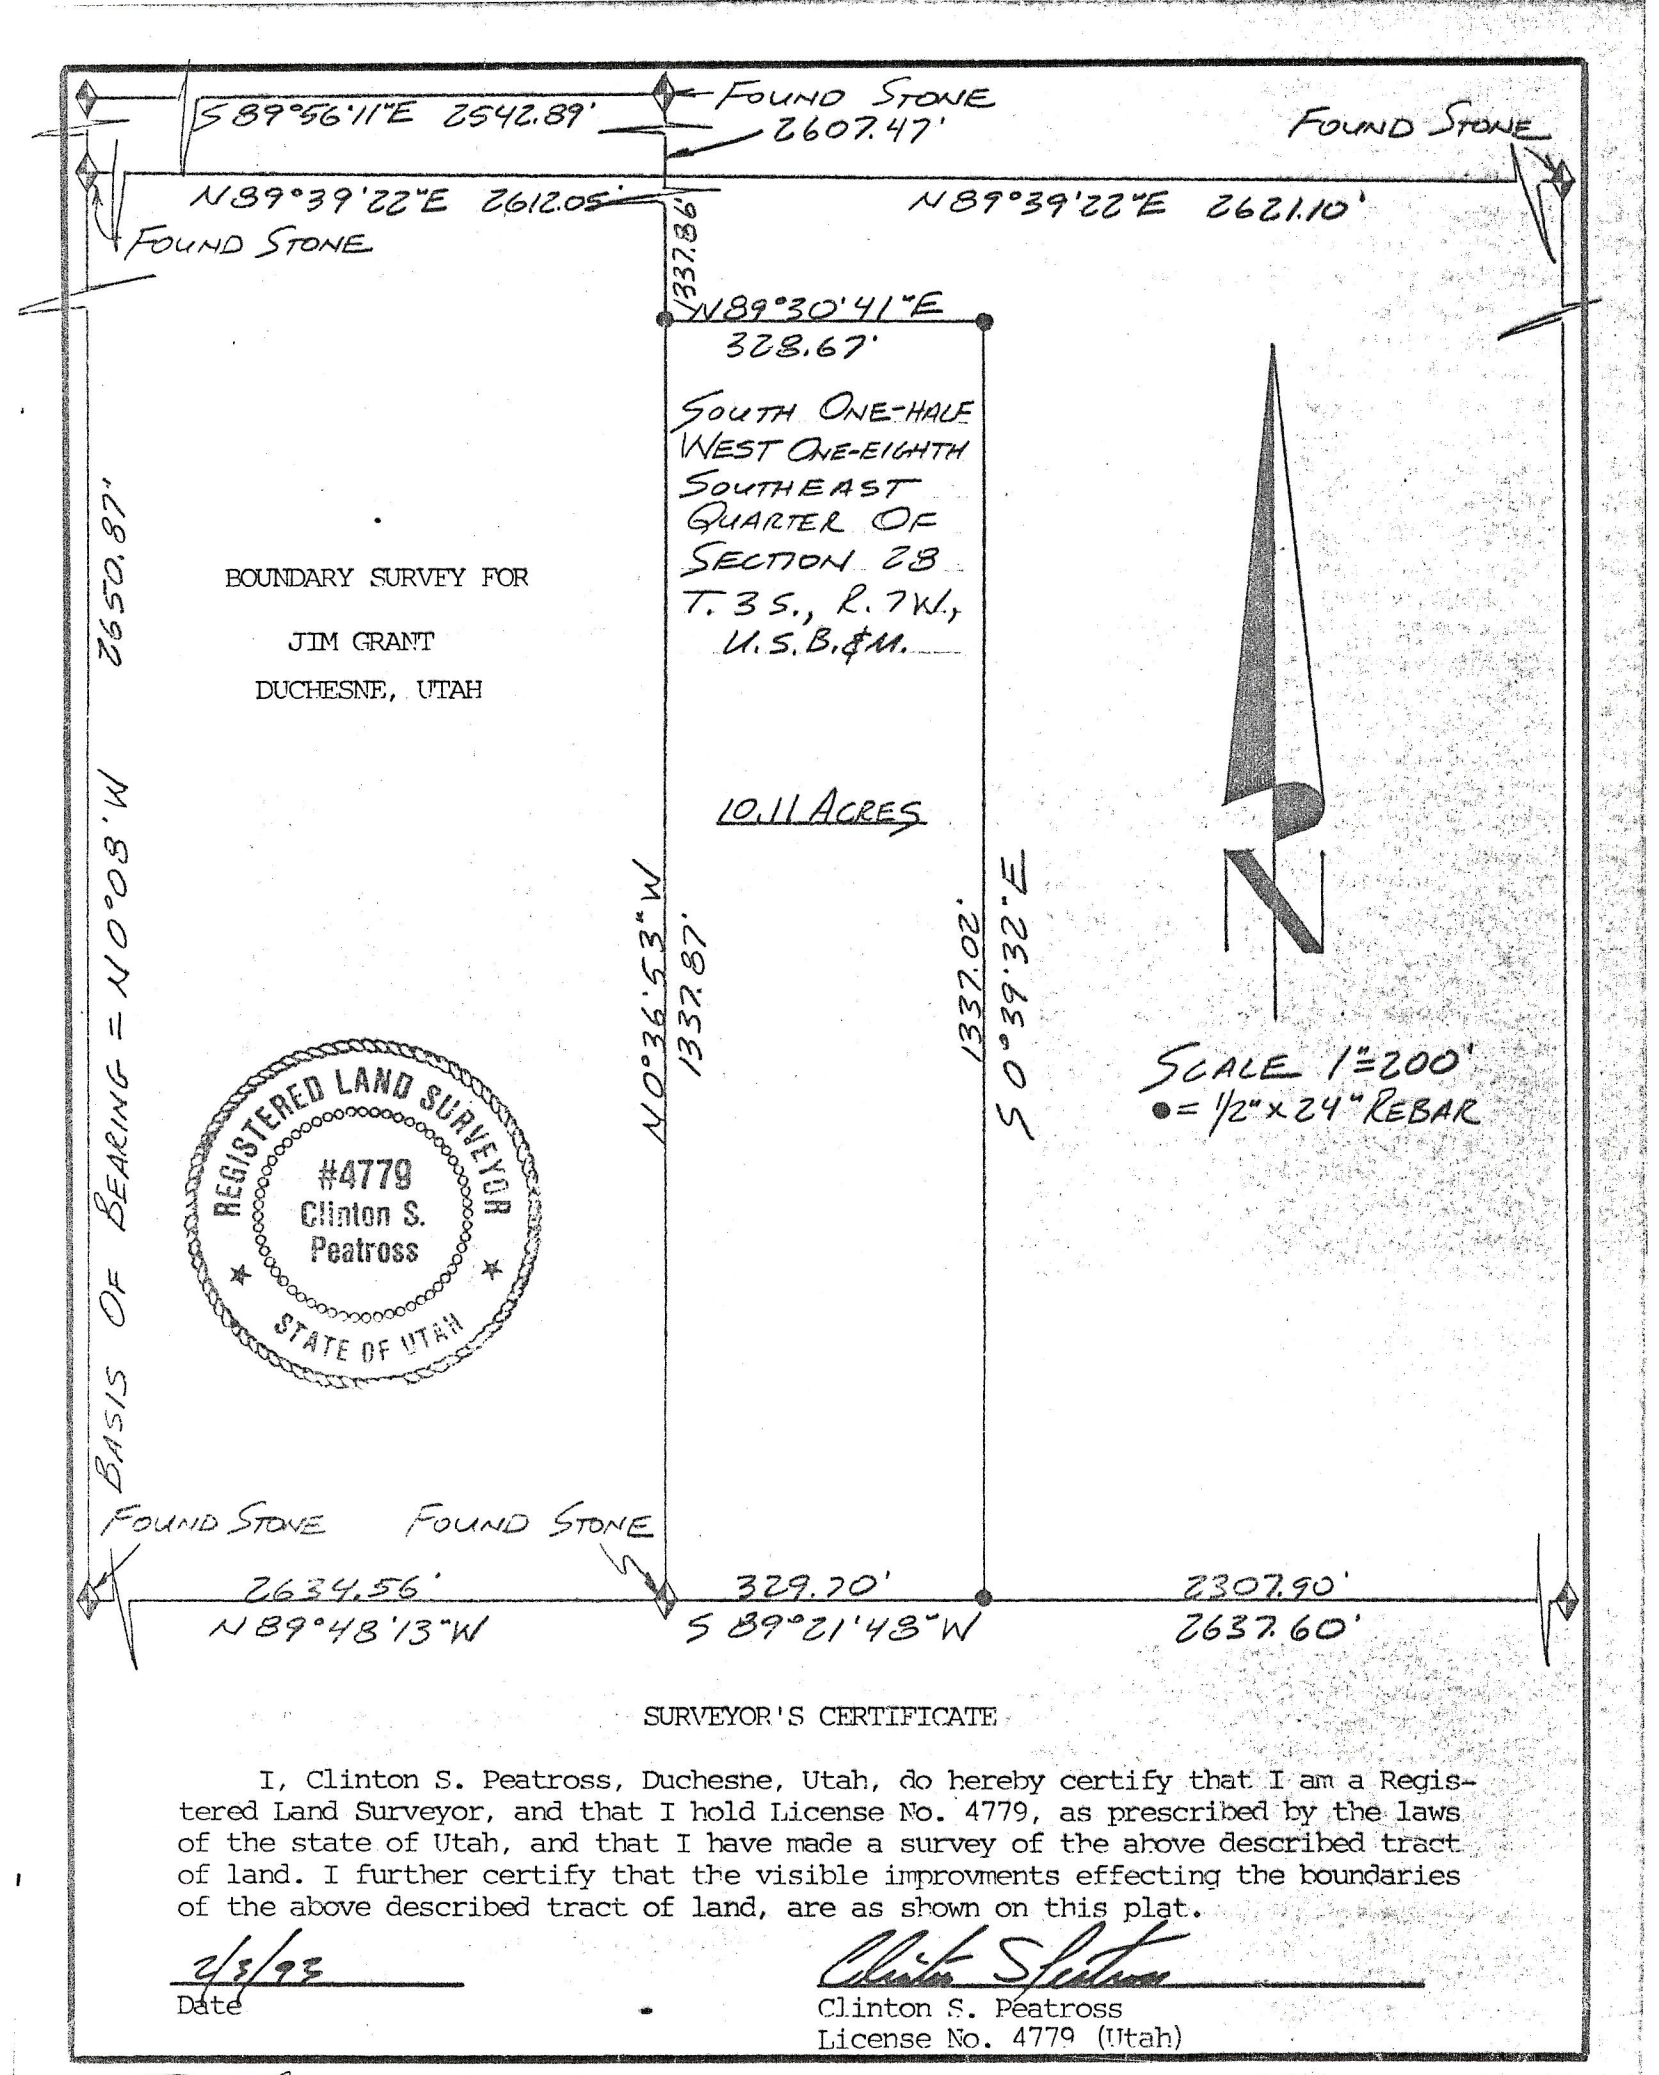 S 89°56'11"E 2542.89'
FOUND STONE
2607.47'
FOUND STONE
N 89°39'22"E 2612.05'
N 89°39'22"E 2621.10'
FOUND STONE
1337.86'
N 89°30'41"E
328.67'
SOUTH ONE-HALF
WEST ONE-EIGHTH
SOUTHEAST
QUARTER OF
SECTION 28
T. 3 S., R. 7 W.,
U.S.B.&M.
BOUNDARY SURVEY FOR
JIM GRANT
DUCHESNE, UTAH
10.11 ACRES
BASIS OF BEARING = N 0°08'W 2650.87'
N 0°36'53"W
1337.87'
1337.02'
S 0°39'32"E
N
SCALE 1"=200'
●= 1/2" x 24" REBAR
REGISTERED LAND SURVEYOR
#4779
Clinton S.
Peatross
STATE OF UTAH
FOUND STONE FOUND STONE
2634.56' 329.70' 2307.90'
N 89°48'13"W S 89°21'48"W 2637.60'
SURVEYOR'S CERTIFICATE
I, Clinton S. Peatross, Duchesne, Utah, do hereby certify that I am a Regis-
tered Land Surveyor, and that I hold License No. 4779, as prescribed by the laws
of the state of Utah, and that I have made a survey of the above described tract
of land. I further certify that the visible improvments effecting the boundaries
of the above described tract of land, are as shown on this plat.
2/3/93
Date
Clinton S. Peatross
License No. 4779 (Utah)